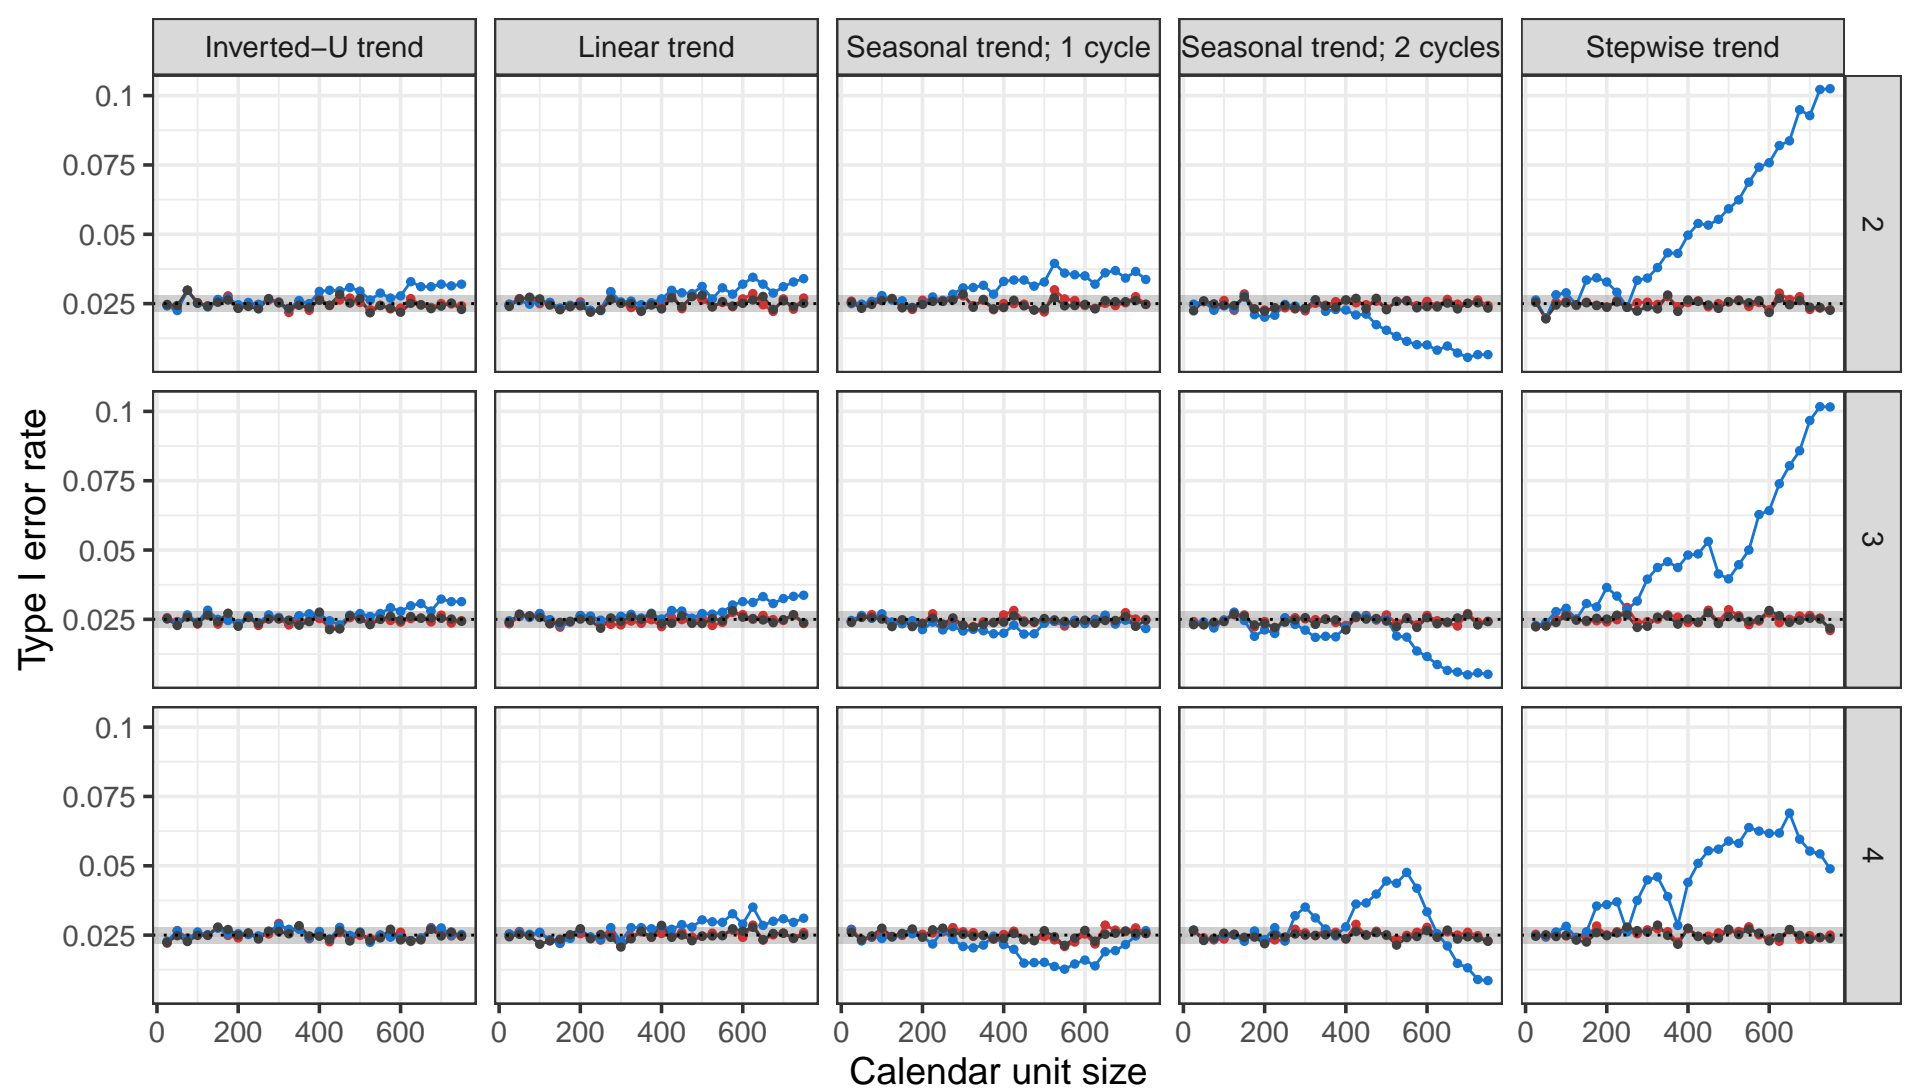 Inverted−U trend
Linear trend
Seasonal trend; 1 cycle
Seasonal trend; 2 cycles
Stepwise trend
0.1
0.075
0.05
0.025
2
0.1
0.075
0.05
0.025
3
0.1
0.075
0.05
0.025
4
0 200 400 600
0 200 400 600
0 200 400 600
0 200 400 600
0 200 400 600
Calendar unit size
Type I error rate